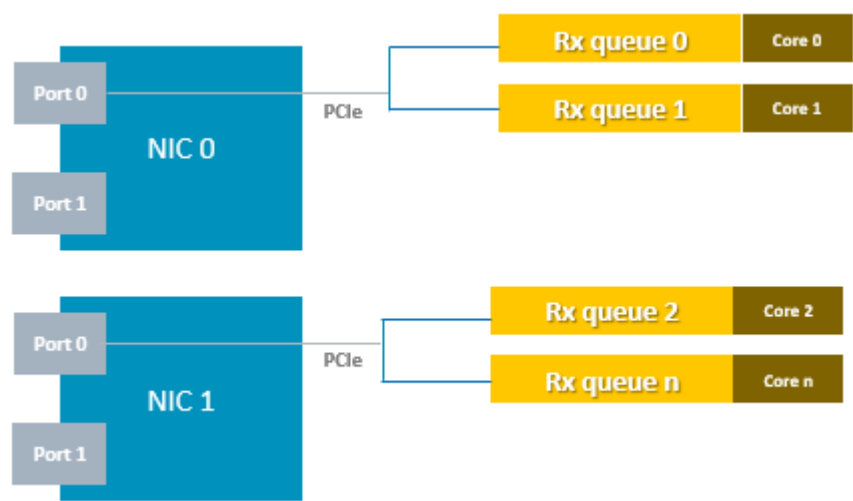 Rx queue 0 Core 0
Port 0
PCIe
Rx queue 1 Core 1
NIC 0
Port 1
Rx queue 2 Core 2
Port 0
PCIe
Rx queue n Core n
NIC 1
Port 1